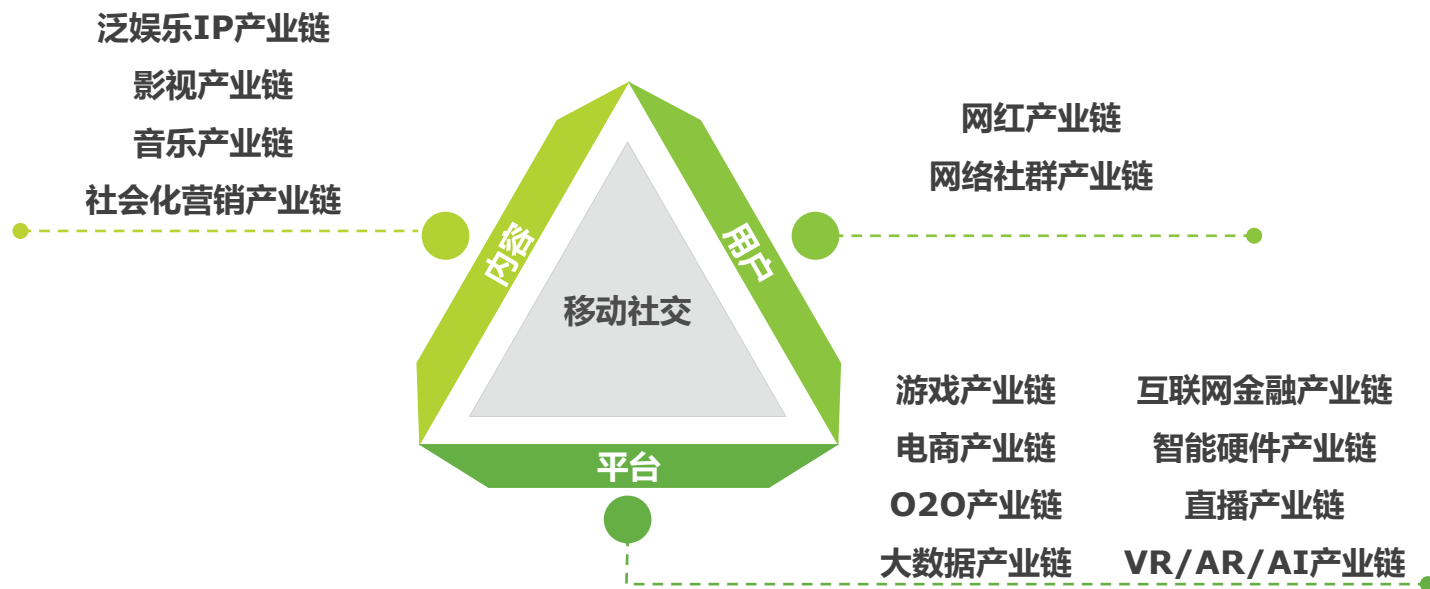 泛娱乐IP产业链
影视产业链
音乐产业链
社会化营销产业链
网红产业链
网络社群产业链
内容
用户
移动社交
平台
游戏产业链
电商产业链
O2O产业链
大数据产业链
互联网金融产业链
智能硬件产业链
直播产业链
VR/AR/AI产业链